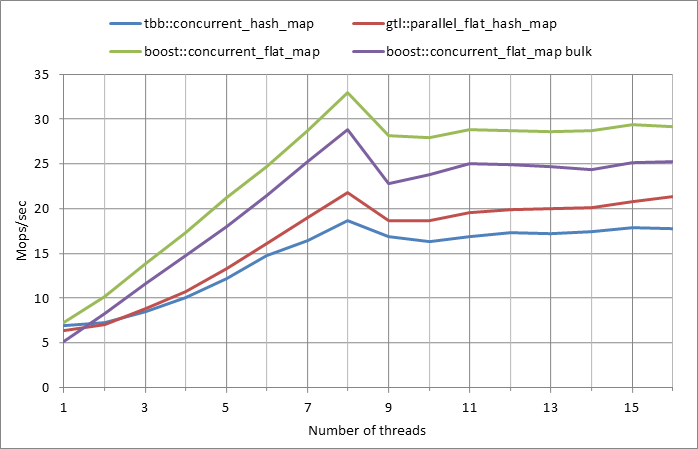 tbb::concurrent_hash_map gtl::parallel_flat_hash_map
boost::concurrent_flat_map boost::concurrent_flat_map bulk
35
30
25
20
15
10
5
0
Mops/sec
1 3 5 7 9 11 13 15
Number of threads